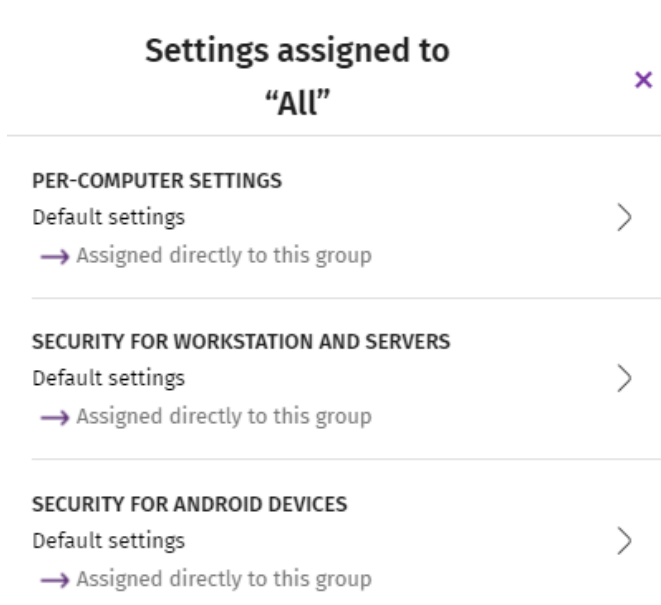 Settings assigned to
“All”
PER-COMPUTER SETTINGS
Default settings
Assigned directly to this group
SECURITY FOR WORKSTATION AND SERVERS
Default settings
Assigned directly to this group
SECURITY FOR ANDROID DEVICES
Default settings
Assigned directly to this group